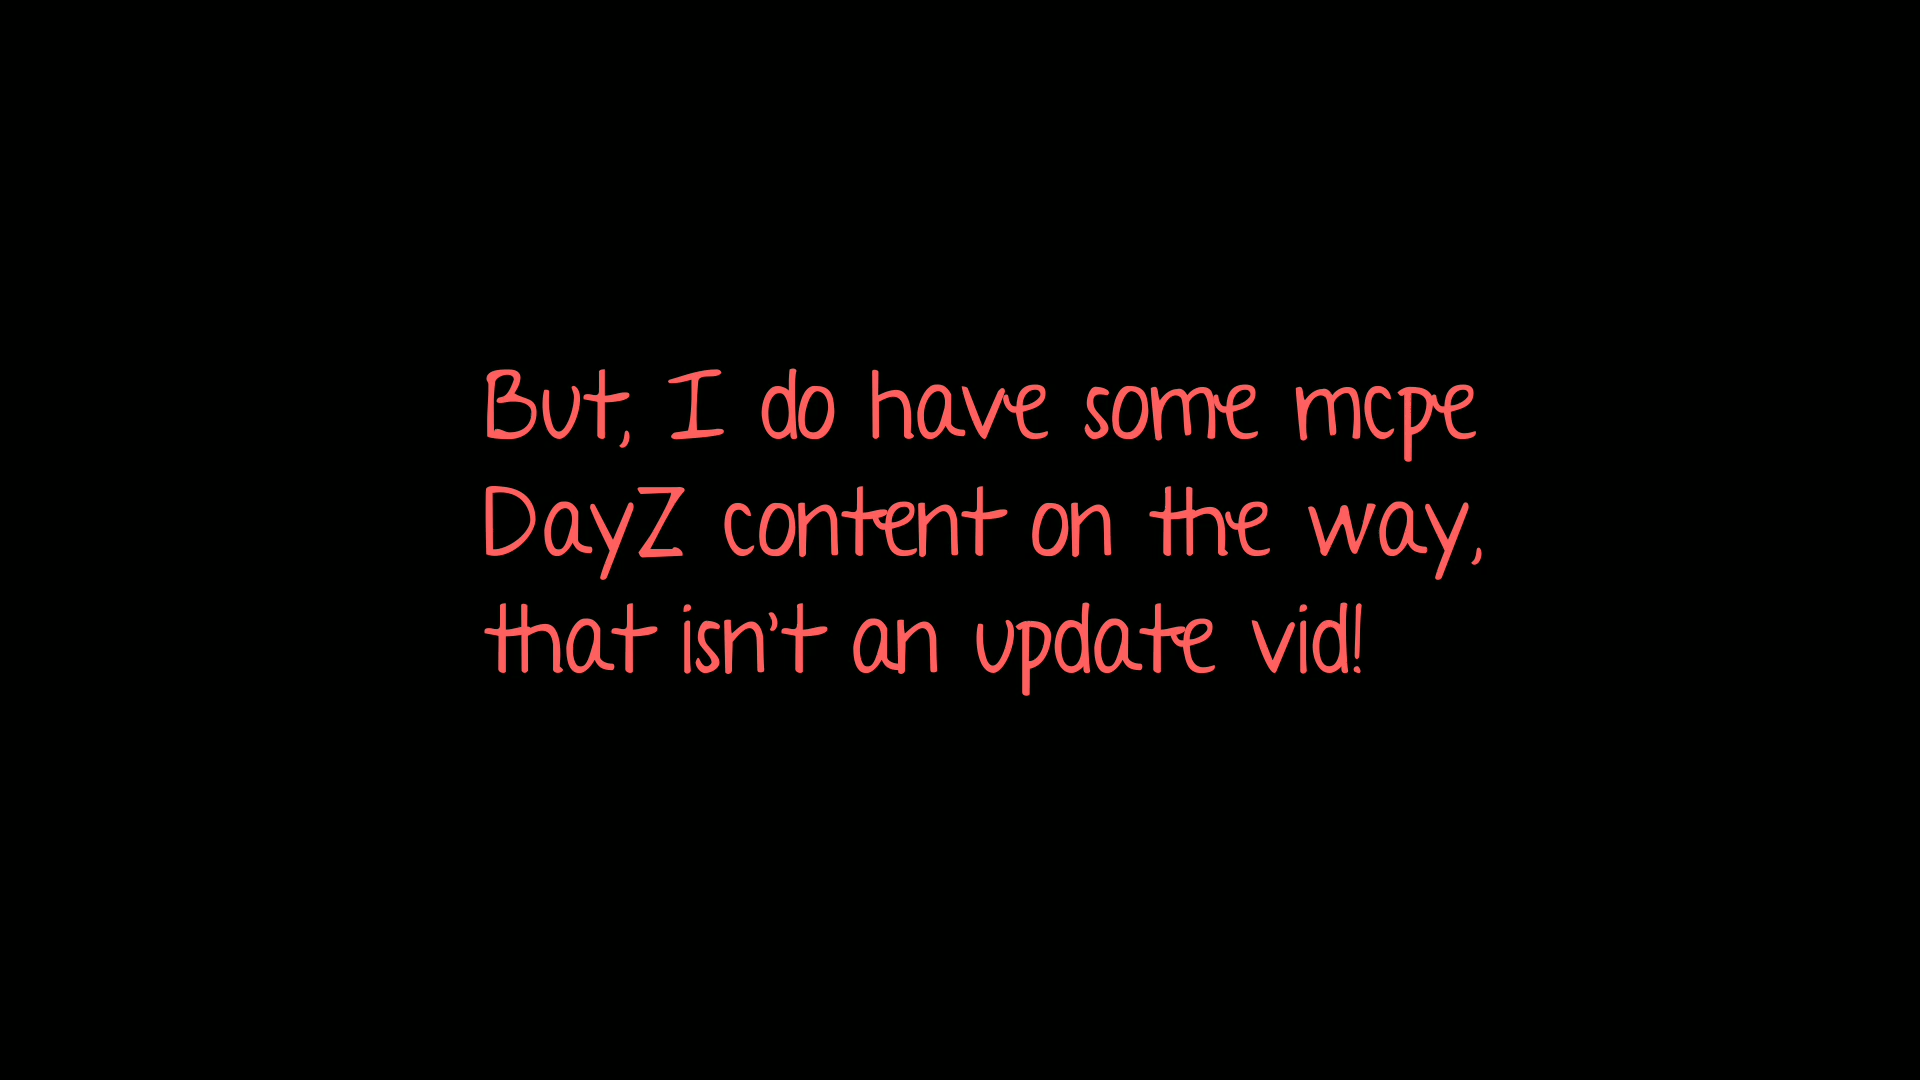 But, I do have some mcpe
DayZ content on the way,
that isn't an update vid!